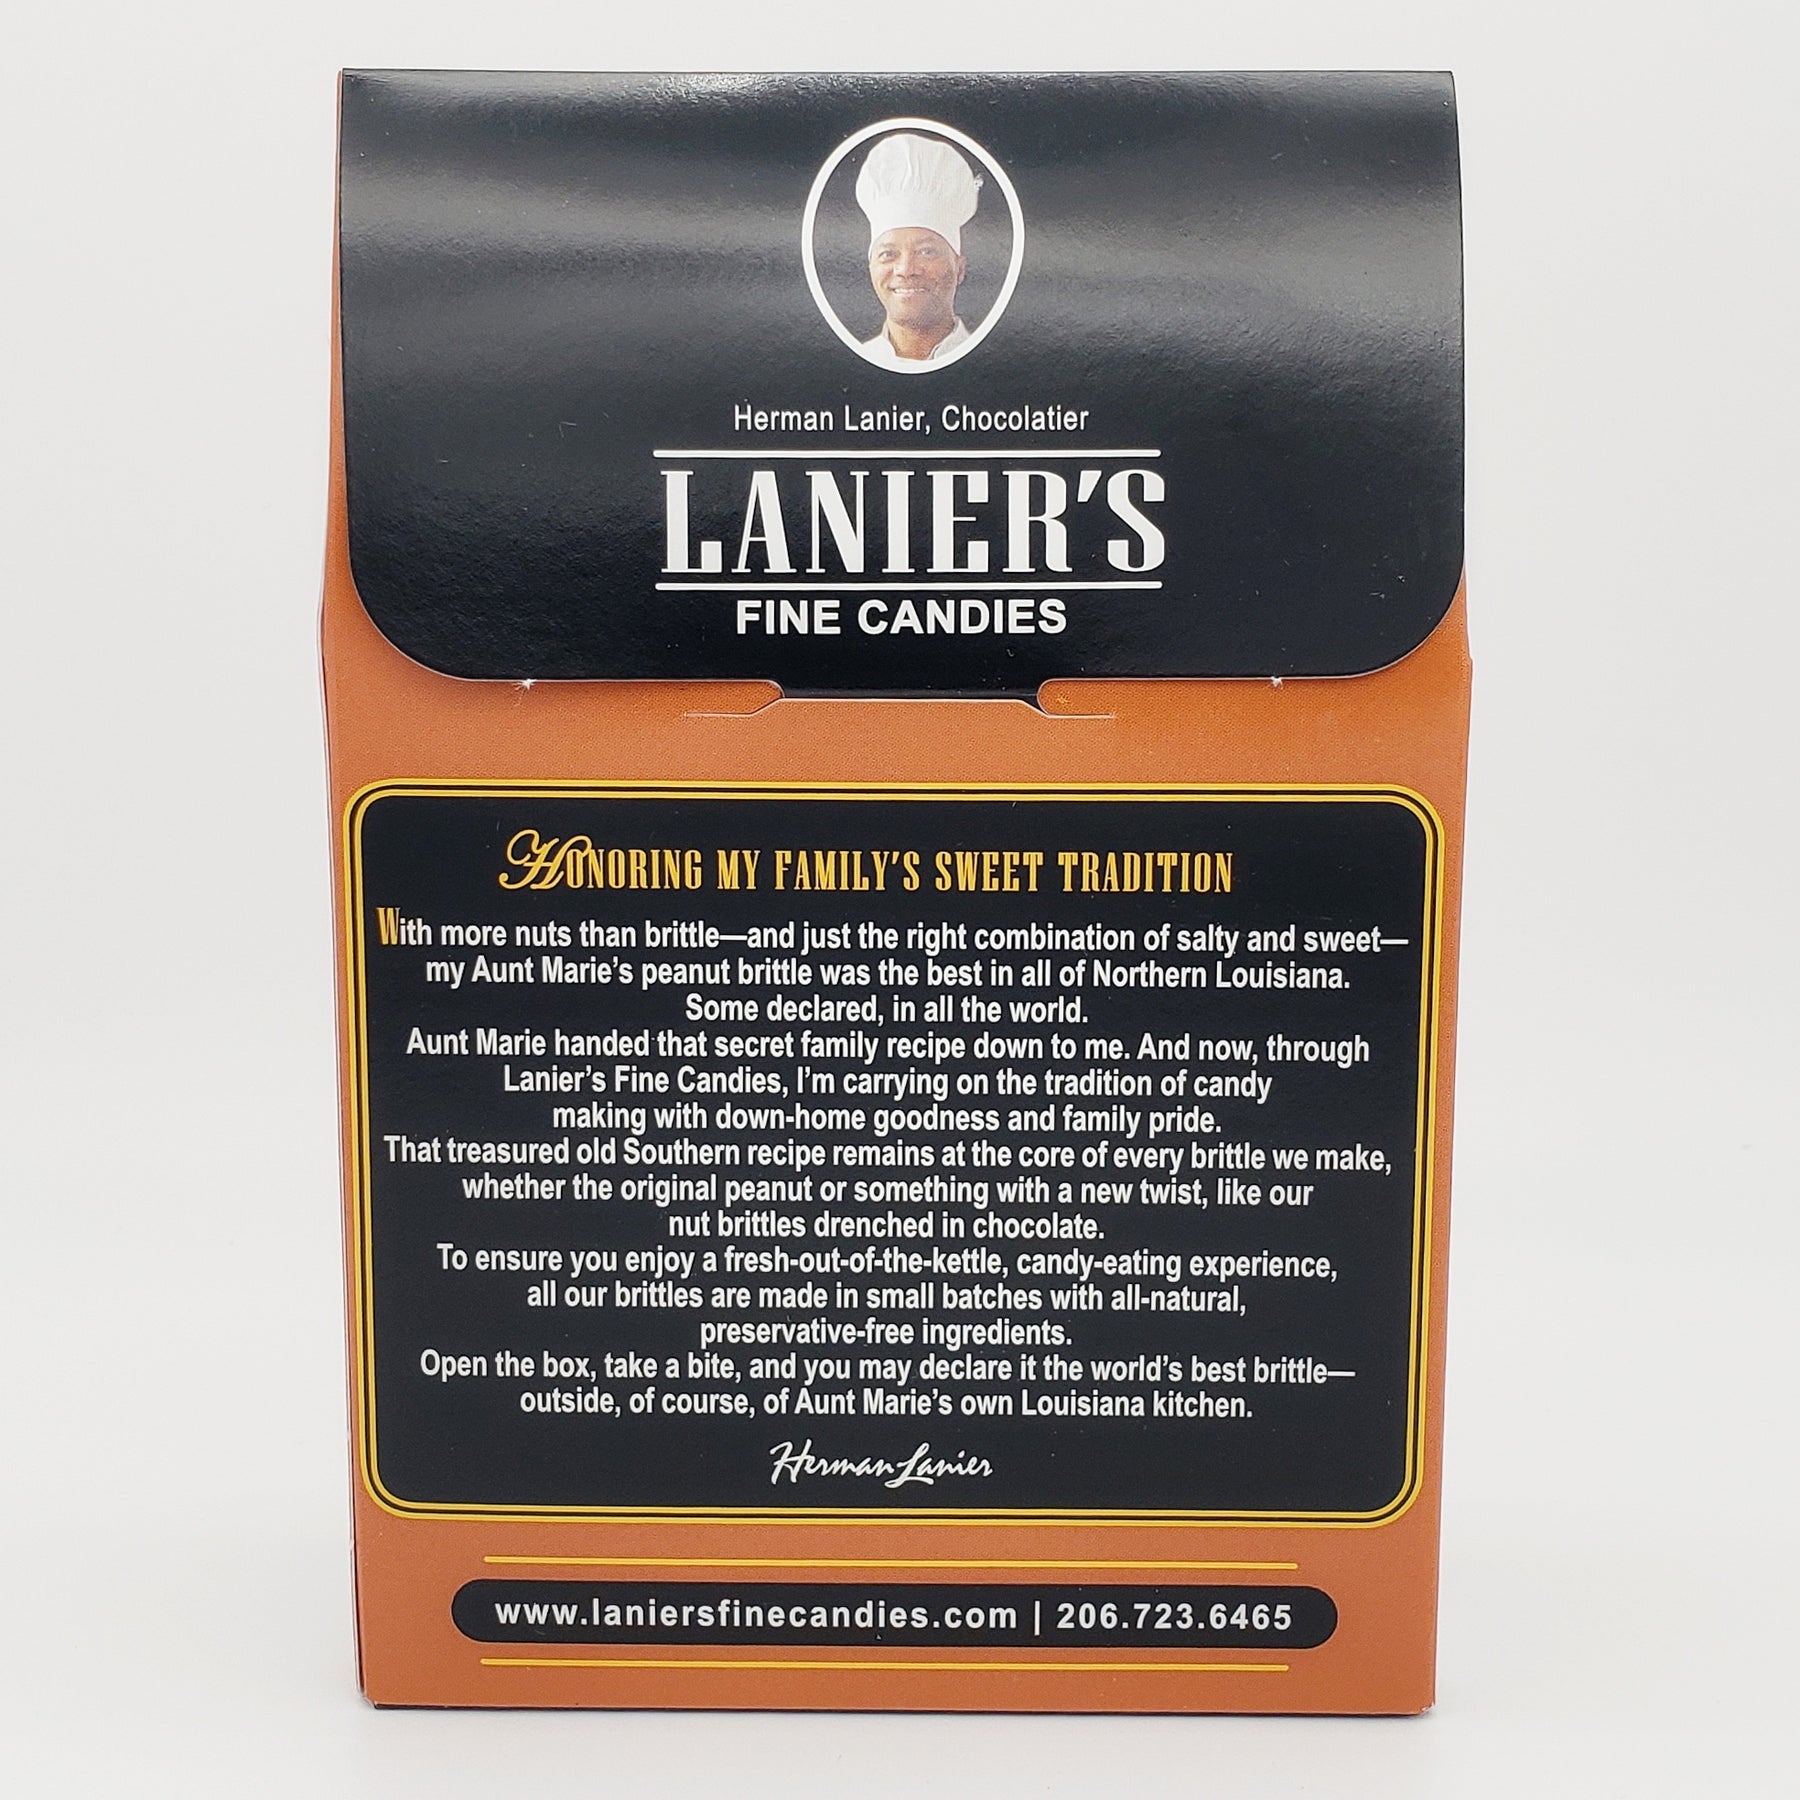 Herman Lanier, Chocolatier
LANIER'S
FINE CANDIES
HONORING MY FAMILY'S SWEET TRADITION
With more nuts than brittle—and just the right combination of salty and sweet—
my Aunt Marie's peanut brittle was the best in all of Northern Louisiana.
Some declared, in all the world.
Aunt Marie handed that secret family recipe down to me. And now, through
Lanier's Fine Candies, I'm carrying on the tradition of candy
making with down-home goodness and family pride.
That treasured old Southern recipe remains at the core of every brittle we make,
whether the original peanut or something with a new twist, like our
nut brittles drenched in chocolate.
To ensure you enjoy a fresh-out-of-the-kettle, candy-eating experience,
all our brittles are made in small batches with all-natural,
preservative-free ingredients.
Open the box, take a bite, and you may declare it the world's best brittle—
outside, of course, of Aunt Marie's own Louisiana kitchen.
Herman Lanier
www.laniersfinecandies.com | 206.723.6465